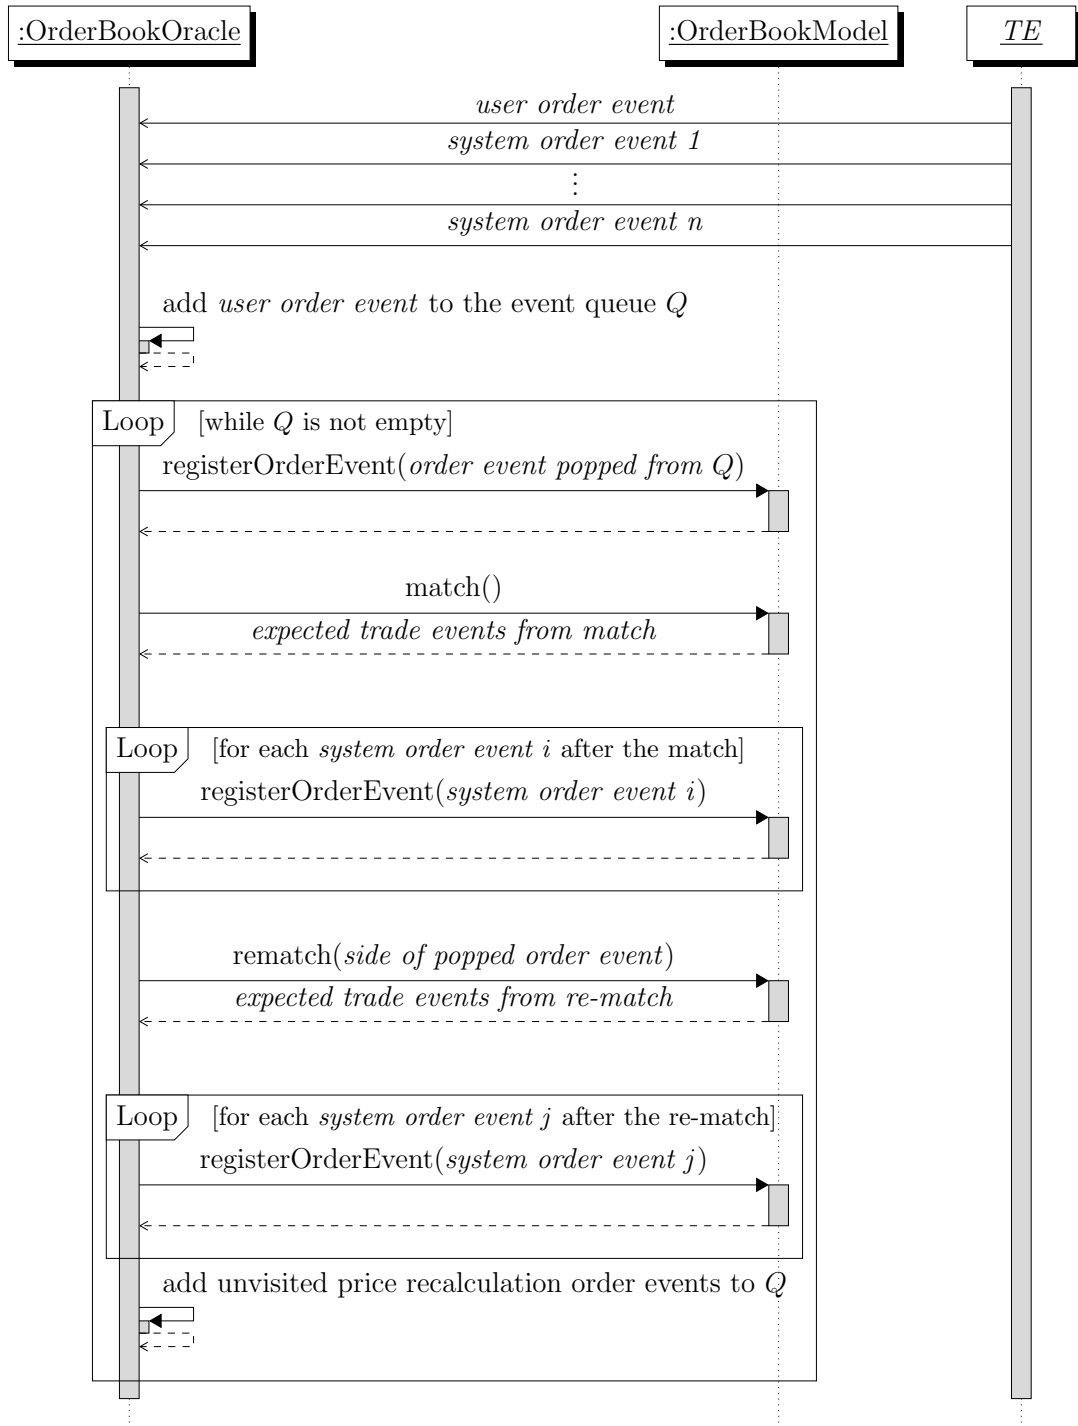 :OrderBookOracle
:OrderBookModel
TE
user order event
system order event 1
⋮
system order event n
add user order event to the event queue Q
Loop [while Q is not empty]
registerOrderEvent(order event popped from Q)
match()
expected trade events from match
Loop [for each system order event i after the match]
registerOrderEvent(system order event i)
rematch(side of popped order event)
expected trade events from re-match
Loop [for each system order event j after the re-match]
registerOrderEvent(system order event j)
add unvisited price recalculation order events to Q